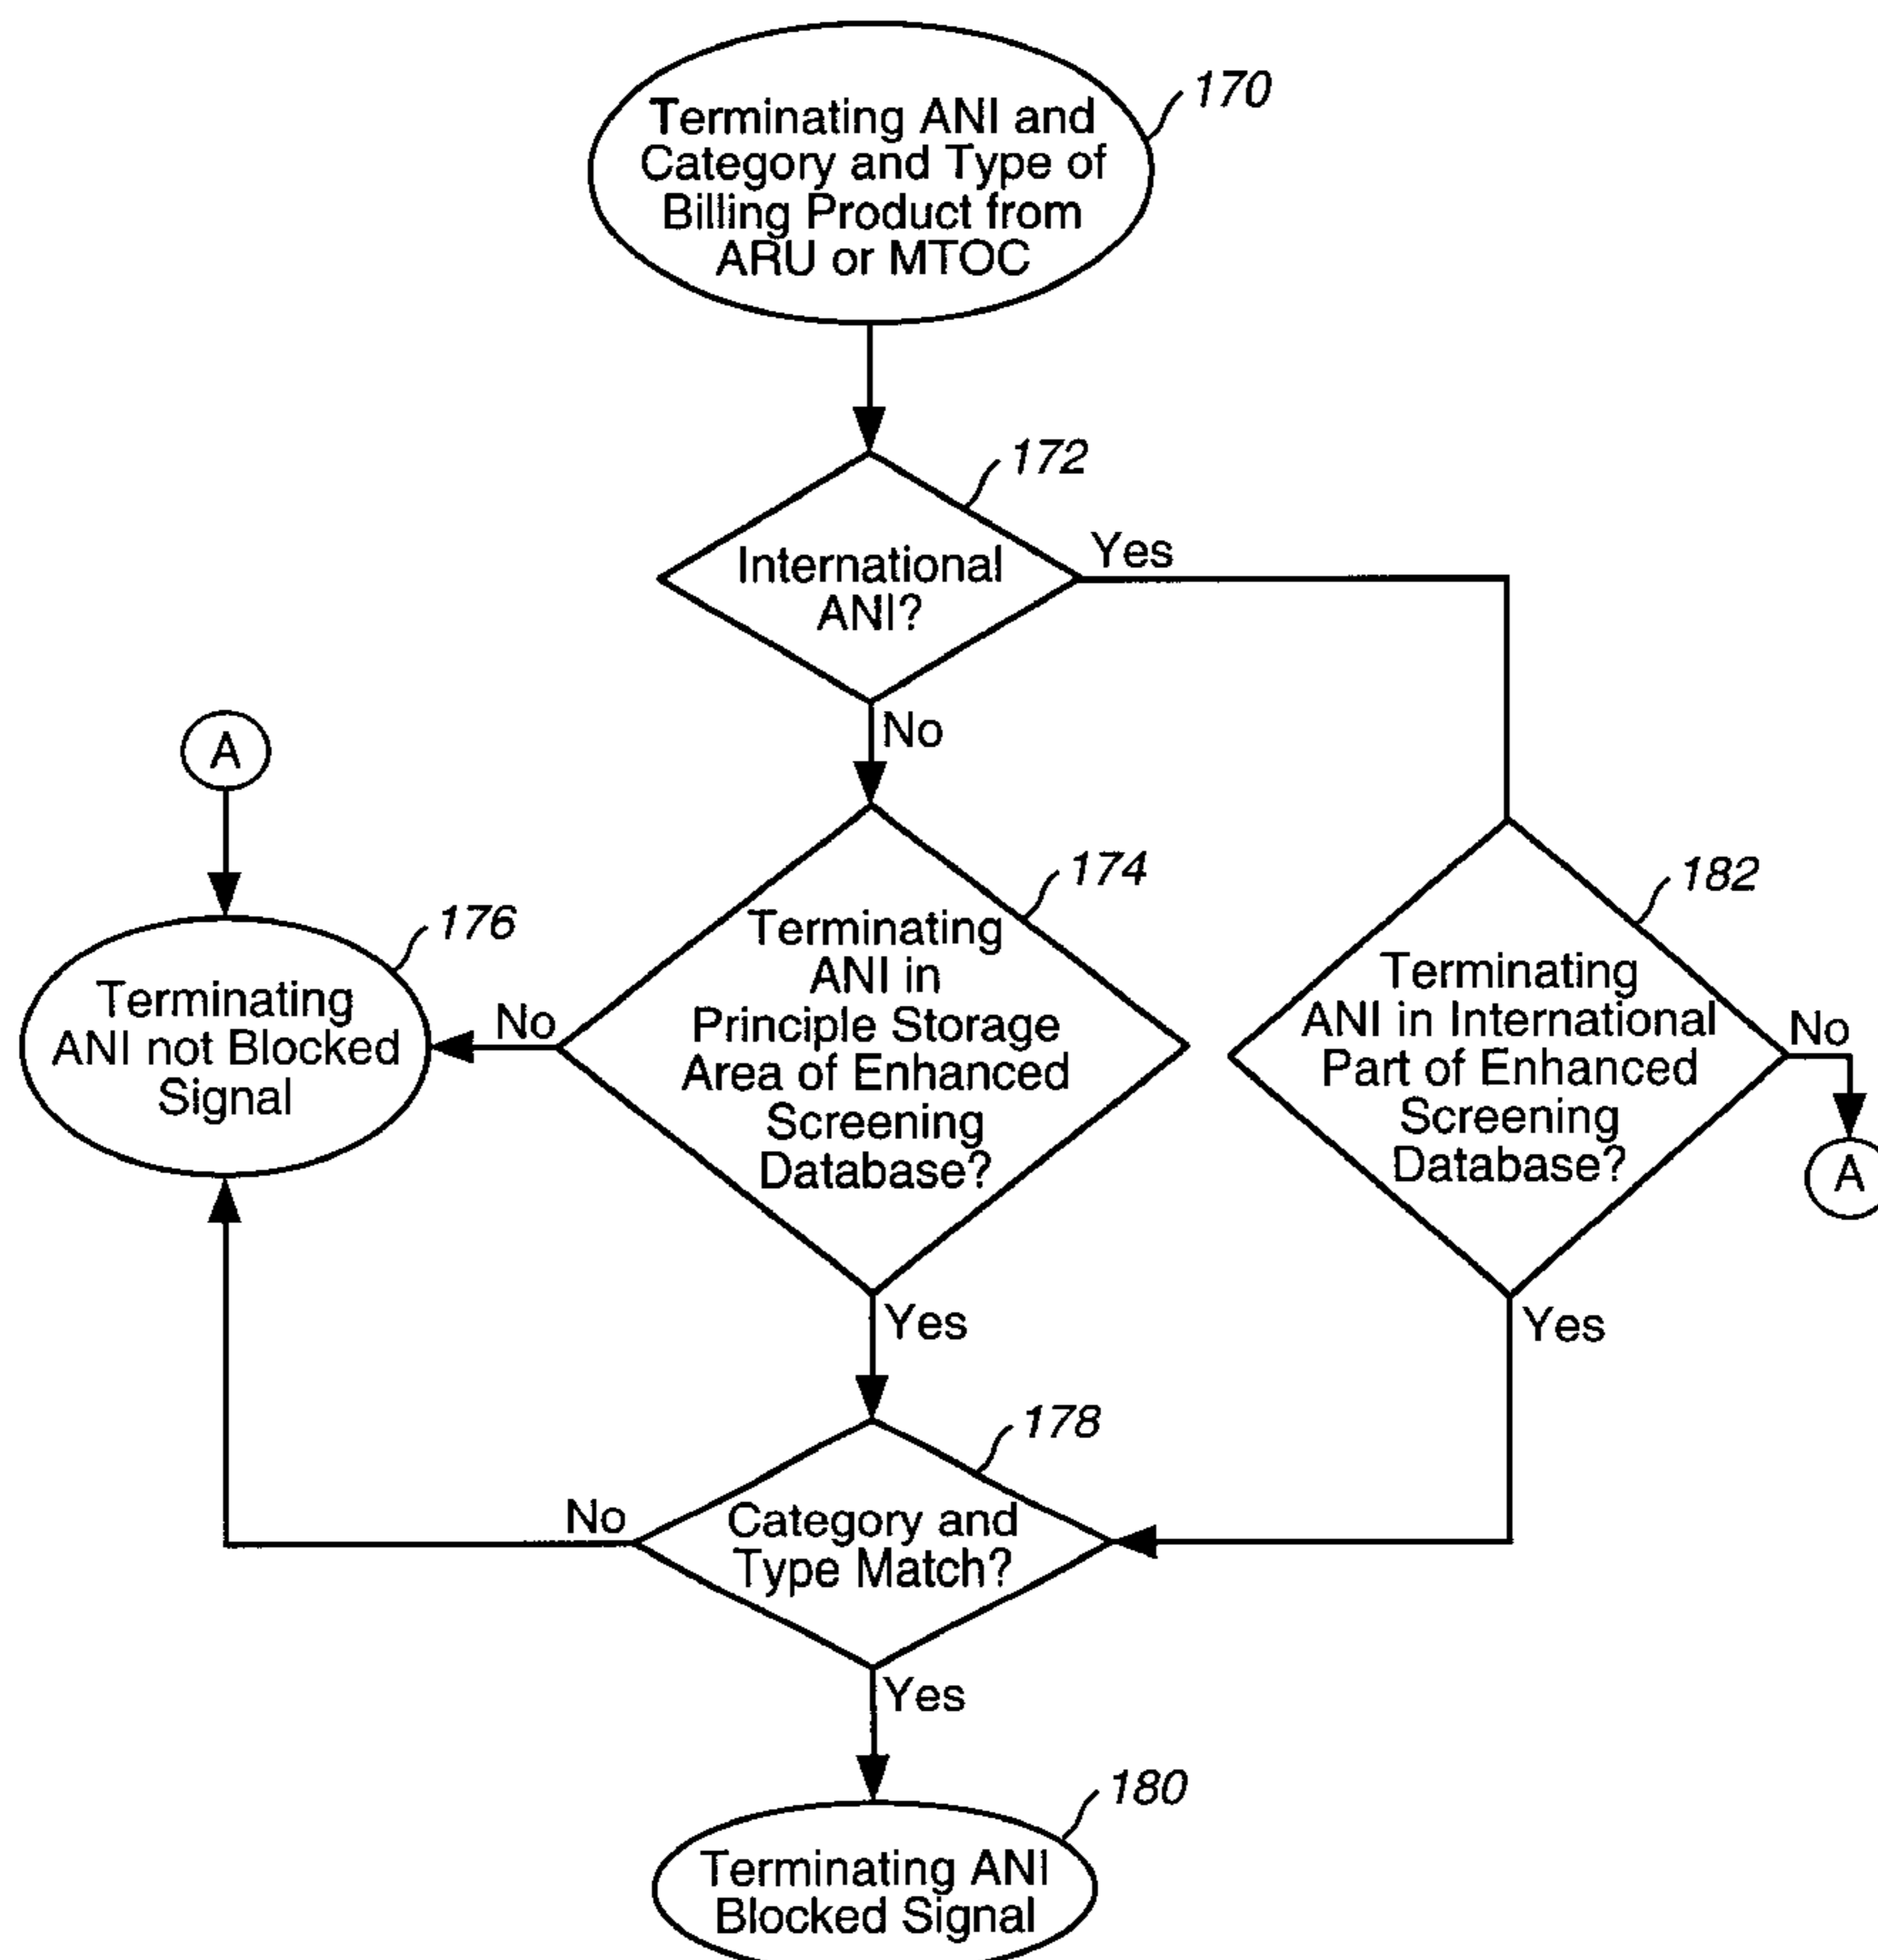 170
Terminating ANI and
Category and Type of
Billing Product from
ARU or MTOC
172
International
ANI?
Yes
No
A
174
Terminating
ANI in
Principle Storage
Area of Enhanced
Screening
Database?
No
Yes
176
Terminating
ANI not Blocked
Signal
182
Terminating
ANI in International
Part of Enhanced
Screening
Database?
No
A
Yes
178
Category and
Type Match?
No
Yes
180
Terminating ANI
Blocked Signal